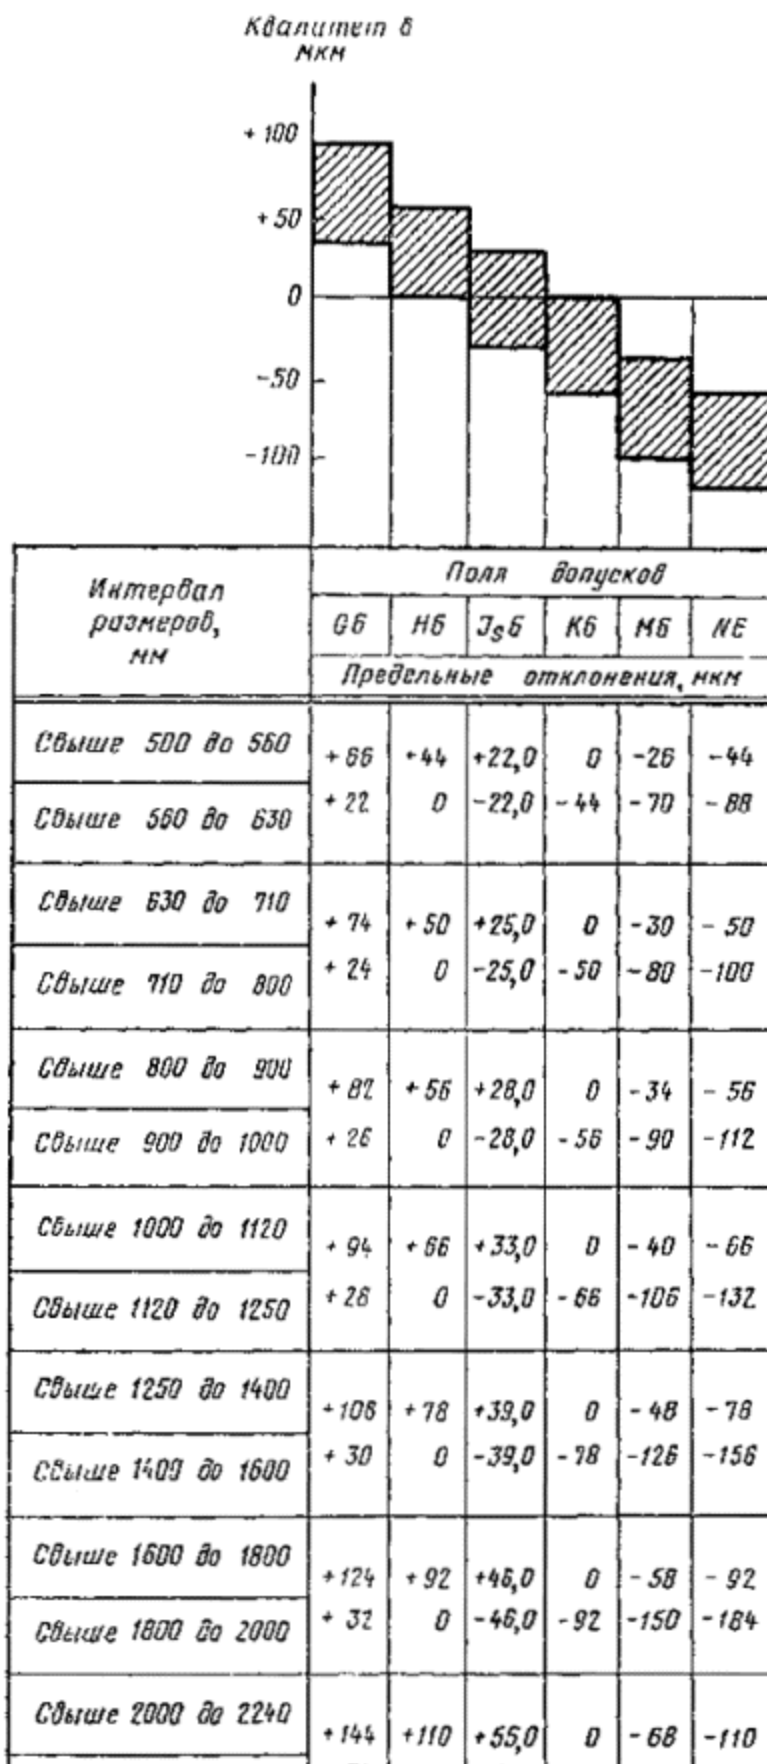 Квалитет 6
мкм
+100
+50
0
-50
-100
Интервал размеров, мм
Поля допусков
G6 H6 Js6 K6 M6 N6
Предельные отклонения, мкм
Свыше 500 до 560
+66 +44 +22,0 0 -26 -44
+22 0 -22,0 -44 -70 -88
Свыше 560 до 630
Свыше 630 до 710
+74 +50 +25,0 0 -30 -50
+24 0 -25,0 -50 -80 -100
Свыше 710 до 800
Свыше 800 до 900
+82 +56 +28,0 0 -34 -56
+26 0 -28,0 -56 -90 -112
Свыше 900 до 1000
Свыше 1000 до 1120
+94 +66 +33,0 0 -40 -66
+28 0 -33,0 -66 -106 -132
Свыше 1120 до 1250
Свыше 1250 до 1400
+108 +78 +39,0 0 -48 -78
+30 0 -39,0 -78 -126 -156
Свыше 1400 до 1600
Свыше 1600 до 1800
+124 +92 +46,0 0 -58 -92
+32 0 -46,0 -92 -150 -184
Свыше 1800 до 2000
Свыше 2000 до 2240
+144 +110 +55,0 0 -68 -110